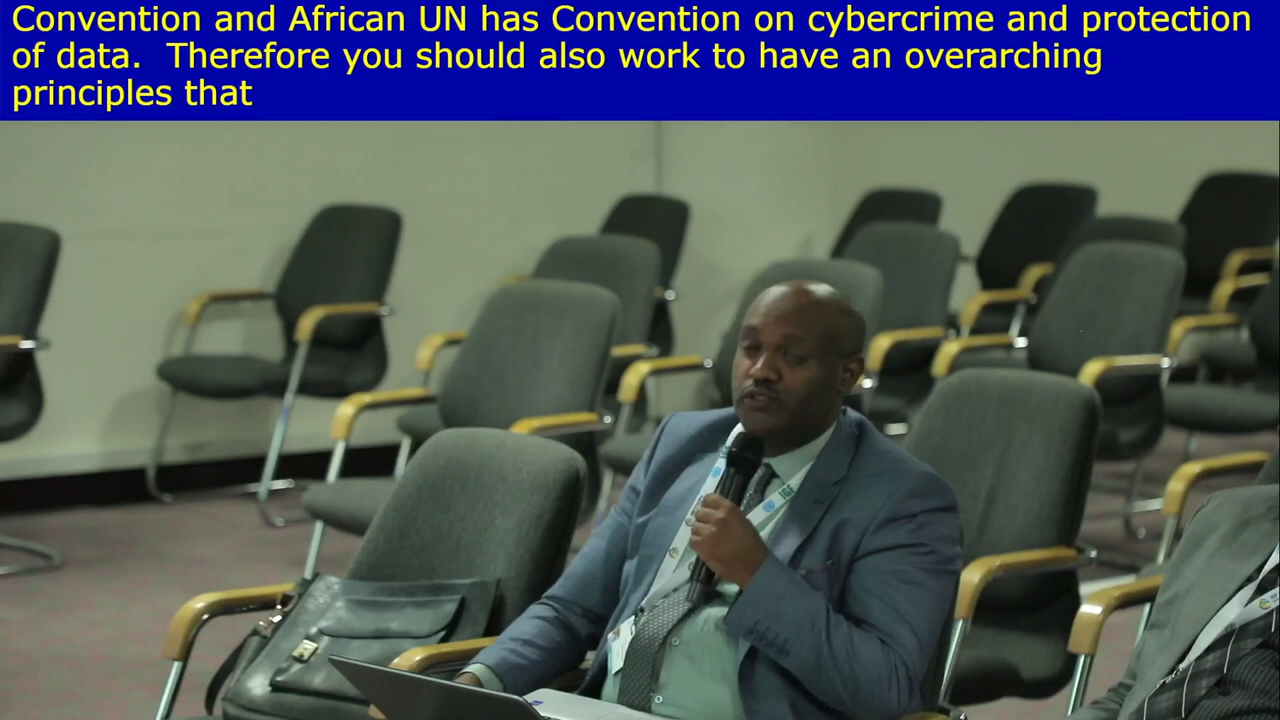 Convention and African UN has Convention on cybercrime and protection
of data.  Therefore you should also work to have an overarching
principles that
IGF